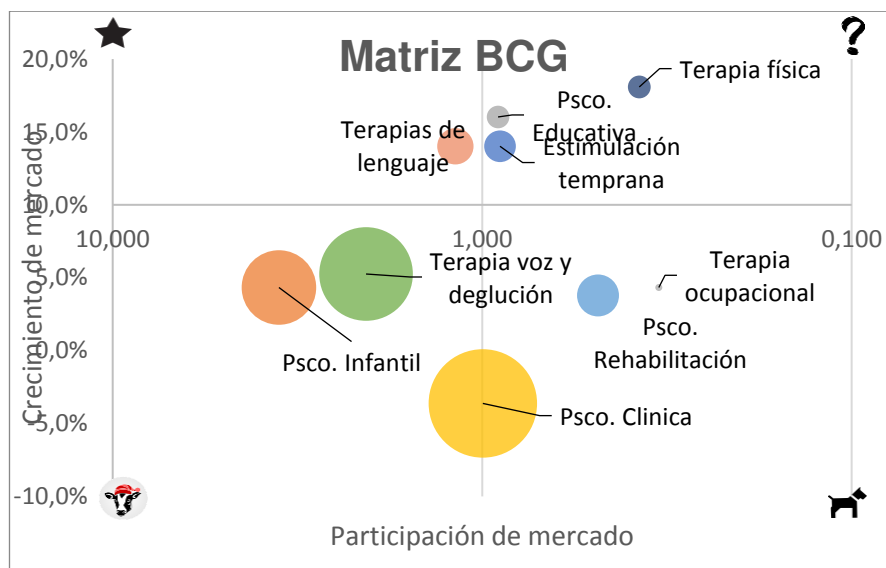 Matriz BCG
20,0%
15,0%
10,0%
5,0%
0,0%
-5,0%
-10,0%
Crecimiento de mercado
10,000
1,000
0,100
Terapia física
Psco.
Educativa
Terapias de
lenguaje
Estimulación
temprana
Terapia voz y
deglución
Terapia
ocupacional
Psco.
Rehabilitación
Psco. Infantil
Psco. Clinica
Participación de mercado
?